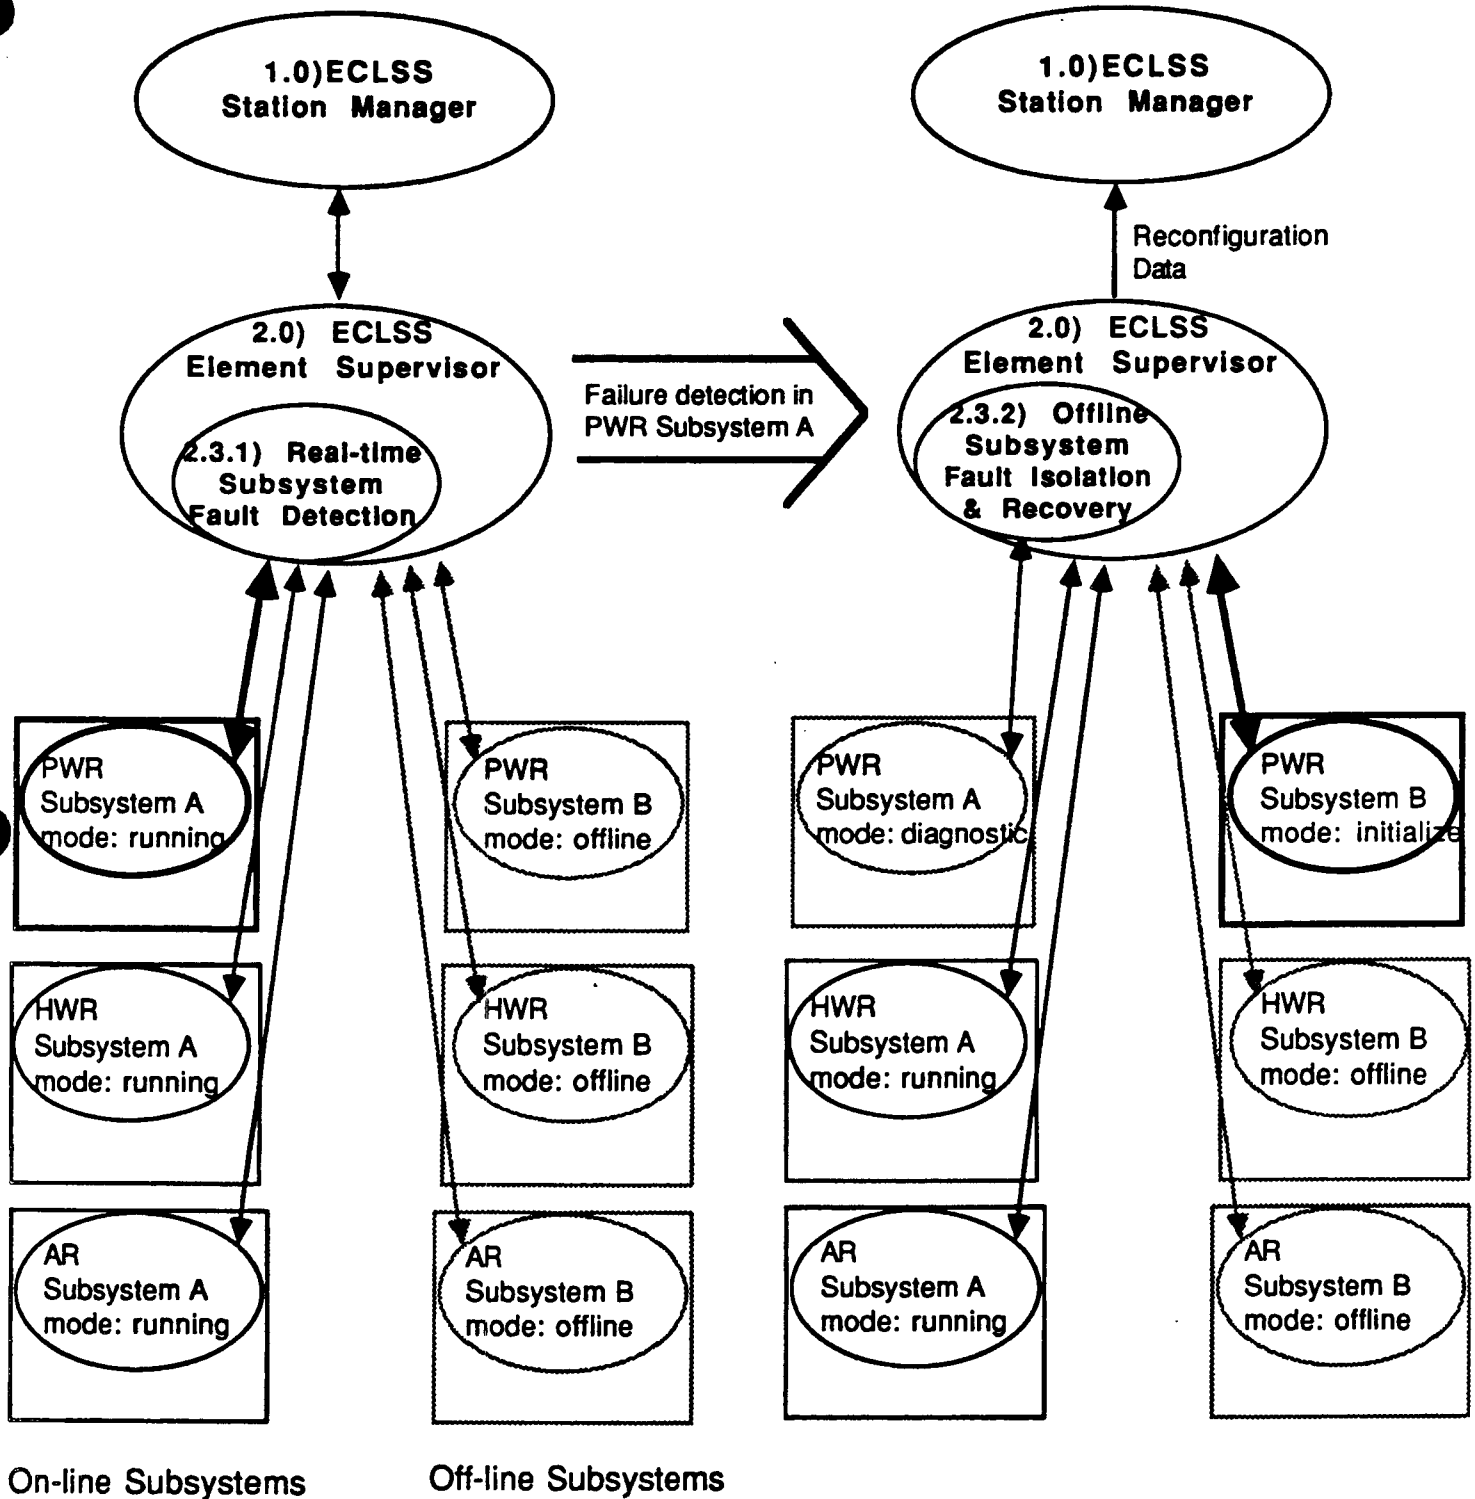 1.0)ECLSS
Station Manager
2.0) ECLSS
Element Supervisor
2.3.1) Real-time
Subsystem
Fault Detection
Failure detection in
PWR Subsystem A
1.0)ECLSS
Station Manager
Reconfiguration
Data
2.0) ECLSS
Element Supervisor
2.3.2) Offline
Subsystem
Fault Isolation
& Recovery
PWR
Subsystem A
mode: running
PWR
Subsystem B
mode: offline
PWR
Subsystem A
mode: diagnostic
PWR
Subsystem B
mode: initialize
HWR
Subsystem A
mode: running
HWR
Subsystem B
mode: offline
HWR
Subsystem A
mode: running
HWR
Subsystem B
mode: offline
AR
Subsystem A
mode: running
AR
Subsystem B
mode: offline
AR
Subsystem A
mode: running
AR
Subsystem B
mode: offline
On-line Subsystems
Off-line Subsystems